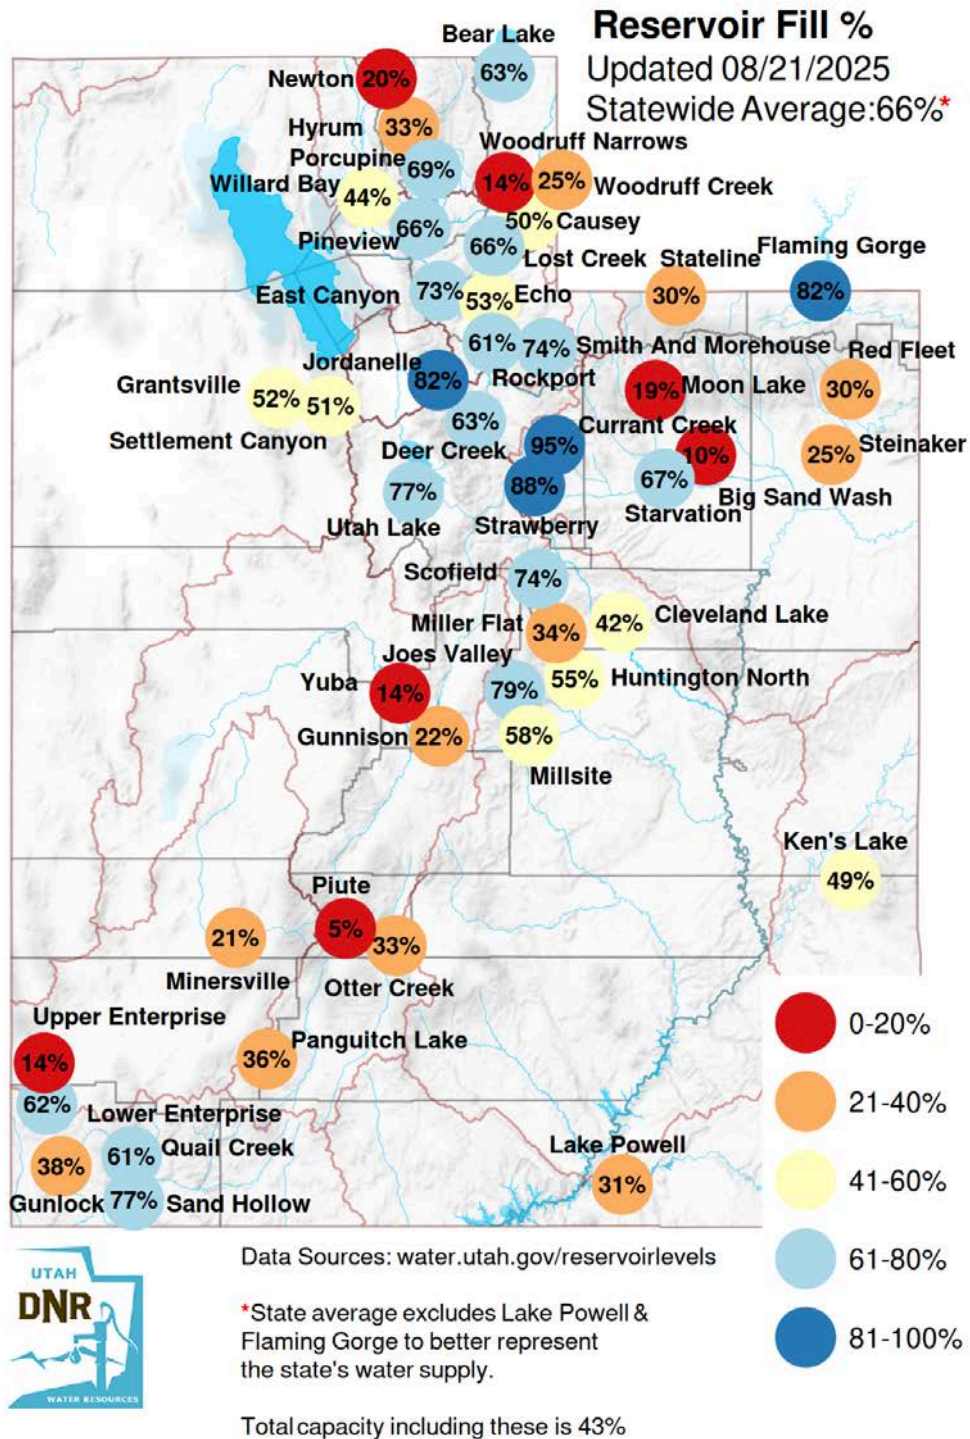 Reservoir Fill %
Updated 08/21/2025
Statewide Average:66%*
Bear Lake
63%
Newton
20%
Hyrum
33%
Woodruff Narrows
14%
25%
Woodruff Creek
Porcupine
69%
Willard Bay
44%
50%
Causey
Pineview
66%
66%
Lost Creek
Stateline
30%
Flaming Gorge
82%
East Canyon
73%
53%
Echo
61%
Rockport
74%
Smith And Morehouse
Red Fleet
30%
Jordanelle
82%
19%
Moon Lake
Grantsville
52%
51%
Settlement Canyon
63%
Deer Creek
Currant Creek
95%
10%
Big Sand Wash
25%
Steinaker
77%
Utah Lake
88%
Strawberry
67%
Starvation
Scofield
74%
Miller Flat
34%
42%
Cleveland Lake
Joes Valley
79%
55%
Huntington North
Yuba
14%
Gunnison
22%
58%
Millsite
Ken's Lake
49%
Piute
5%
33%
Otter Creek
21%
Minersville
Upper Enterprise
14%
36%
Panguitch Lake
62%
Lower Enterprise
61%
Quail Creek
38%
Gunlock
77%
Sand Hollow
Lake Powell
31%
0-20%
21-40%
41-60%
61-80%
81-100%
UTAH
DNR
WATER RESOURCES
Data Sources: water.utah.gov/reservoirlevels
*State average excludes Lake Powell &
Flaming Gorge to better represent
the state's water supply.
Total capacity including these is 43%